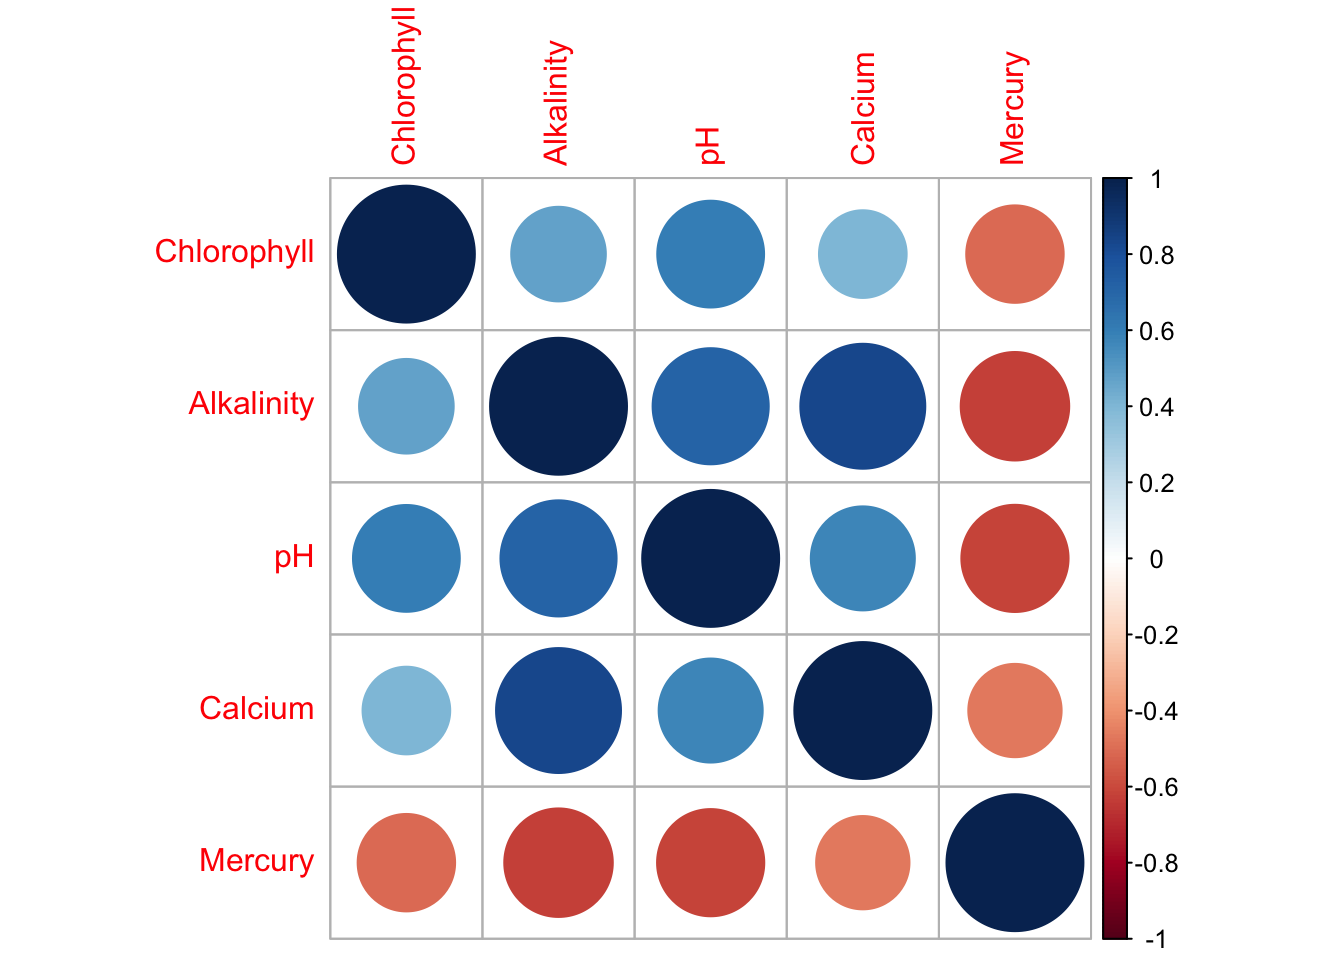 Chlorophyll
Alkalinity
pH
Calcium
Mercury
Chlorophyll
Alkalinity
pH
Calcium
Mercury
1
0.8
0.6
0.4
0.2
0
-0.2
-0.4
-0.6
-0.8
-1